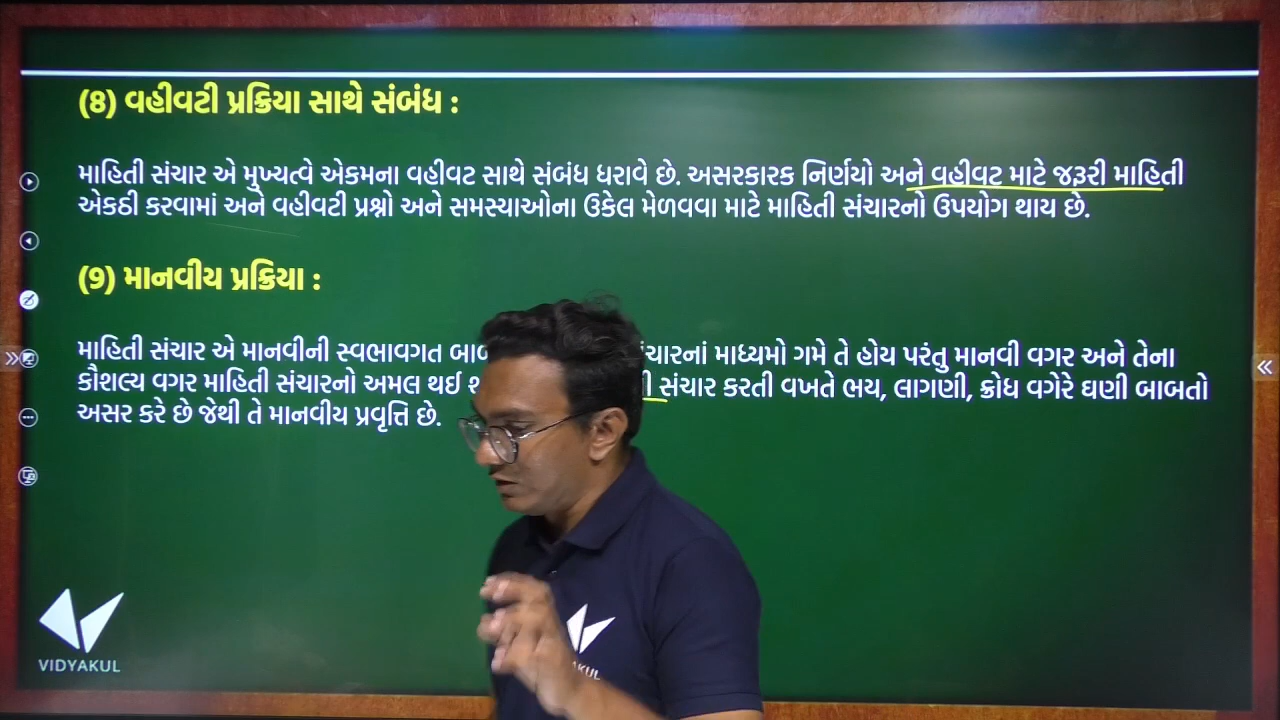 (8) વહીવટી પ્રક્રિયા સાથે સંબંધ :
માહિતી સંચાર એ મુખ્યત્વે એકમના વહીવટ સાથે સંબંધ ધરાવે છે. અસરકારક નિર્ણયો અને વહીવટ માટે જરૂરી માહિતી
એકઠી કરવામાં અને વહીવટી પ્રશ્નો અને સમસ્યાઓના ઉકેલ મેળવવા માટે માહિતી સંચારનો ઉપયોગ થાય છે.
(9) માનવીય પ્રક્રિયા :
માહિતી સંચાર એ માનવીની સ્વભાવગત માધ્યમો ગમે તે હોય પરંતુ માનવી વગર અને તેના
કૌશલ્ય વગર માહિતી સંચારનો અમલ થઈ સંચાર કરતી વખતે ભય, લાગણી, ક્રોધ વગેરે ઘણી બાબતો
અસર કરે છે જેથી તે માનવીય પ્રવૃત્તિ છે.
VIDYAKUL